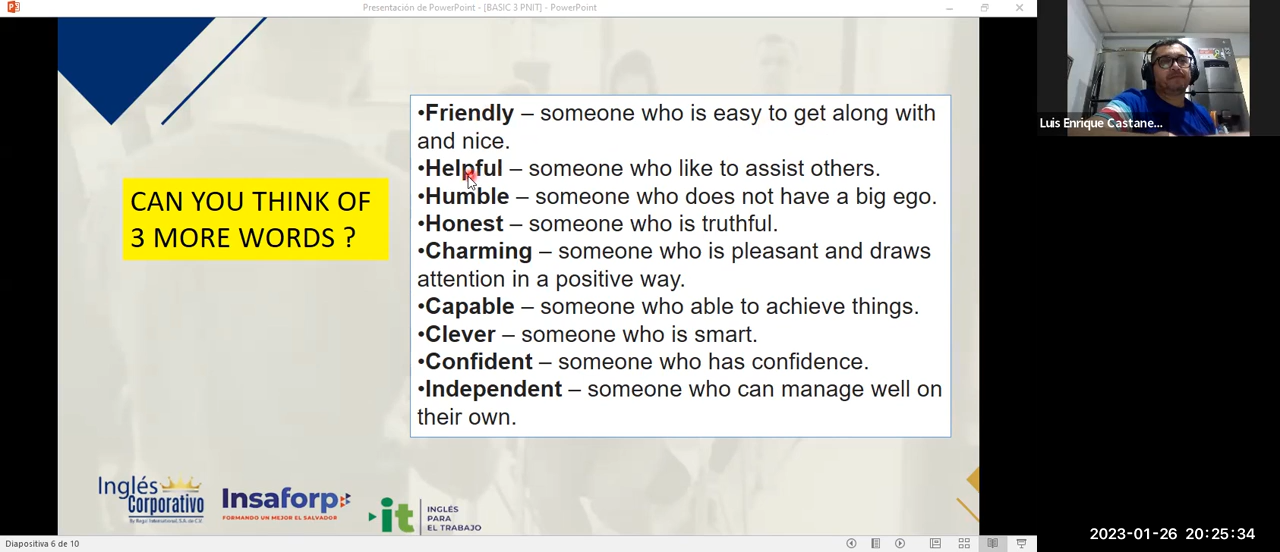 Presentación de PowerPoint - [BASIC 3 PNIT] - PowerPoint
Luis Enrique Castane...
•Friendly – someone who is easy to get along with
and nice.
•Helpful – someone who like to assist others.
•Humble – someone who does not have a big ego.
•Honest – someone who is truthful.
•Charming – someone who is pleasant and draws
attention in a positive way.
•Capable – someone who able to achieve things.
•Clever – someone who is smart.
•Confident – someone who has confidence.
•Independent – someone who can manage well on
their own.
CAN YOU THINK OF
3 MORE WORDS ?
Inglés
Corporativo
By Regal International, S.A. de C.V.
Insaforp
FORMANDO UN MEJOR EL SALVADOR
it
INGLÉS
PARA
EL TRABAJO
Diapositiva 6 de 10
2023-01-26 20:25:34